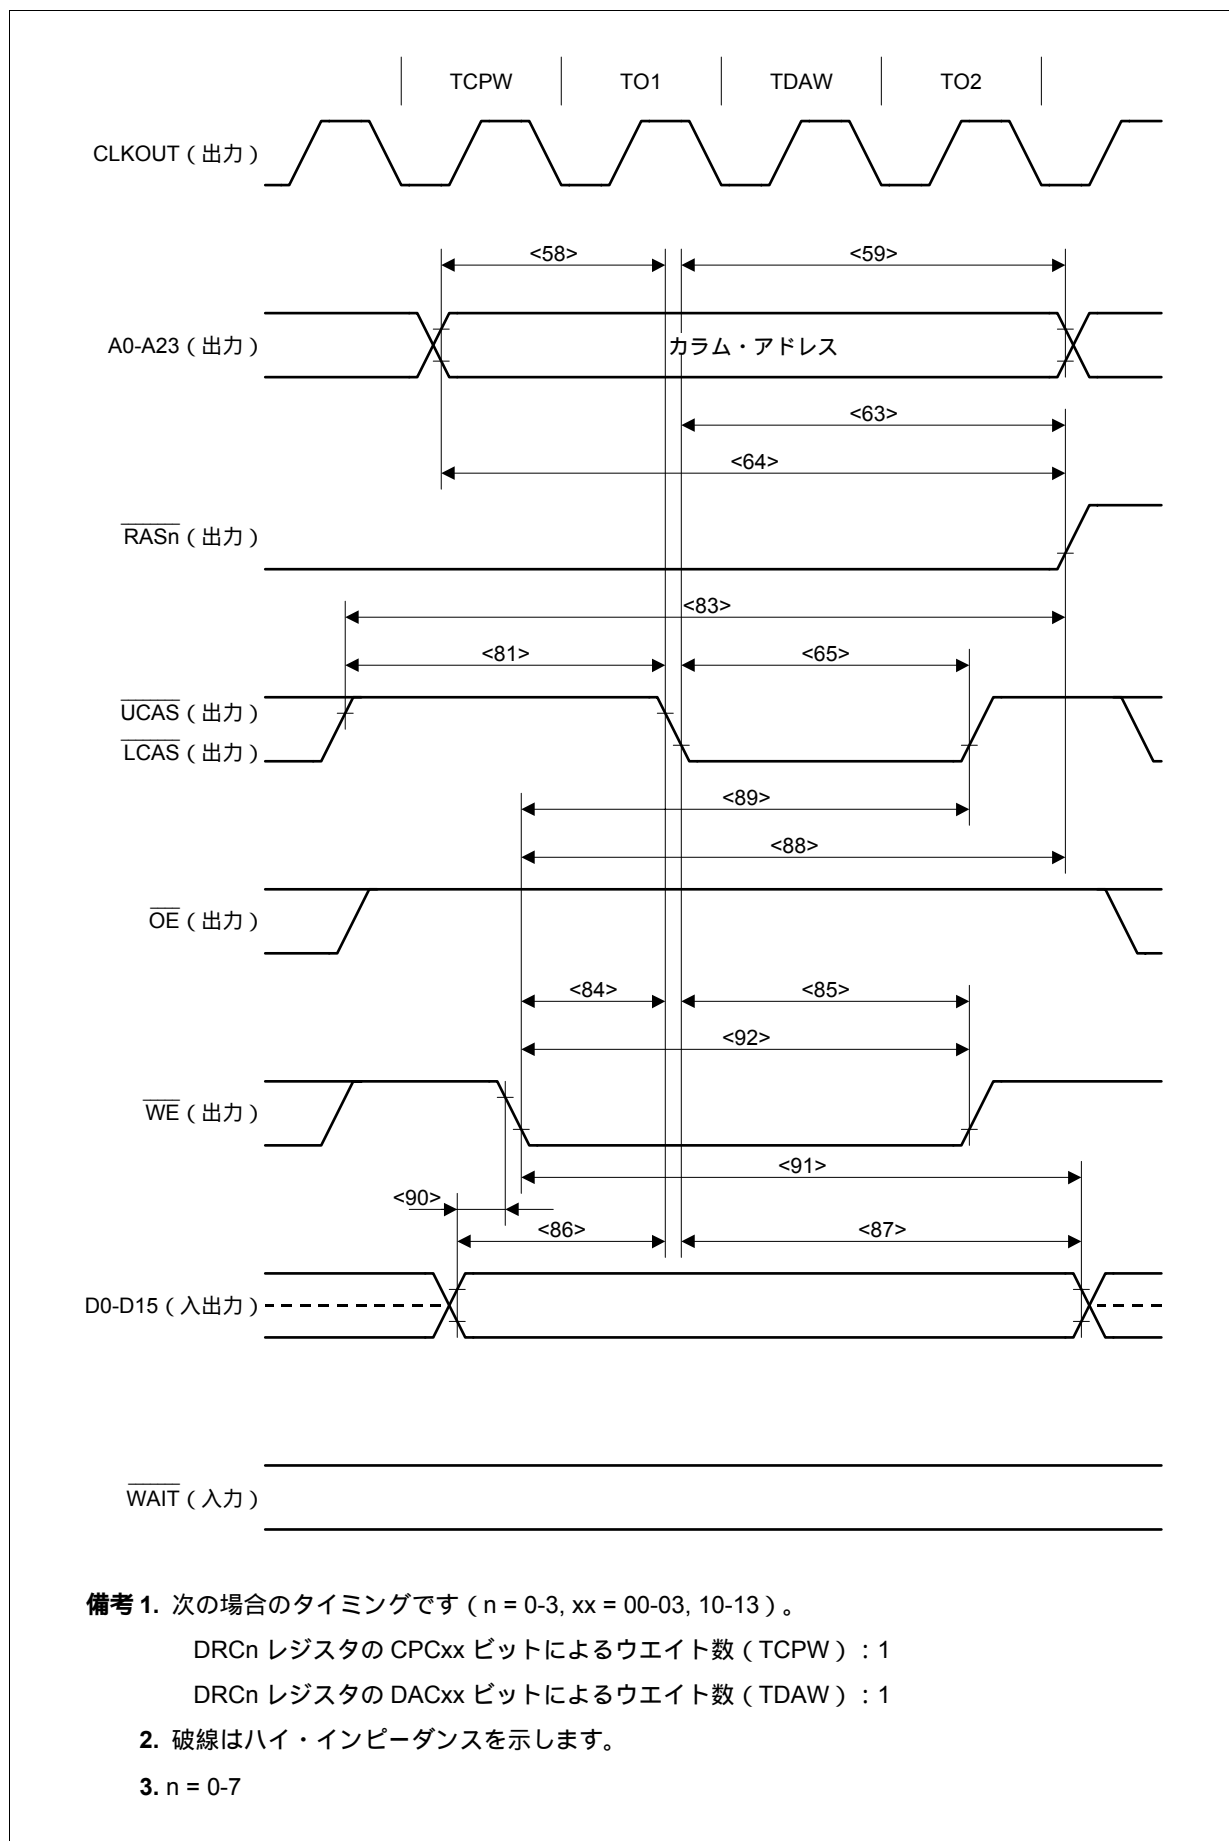 TCPW TO1 TDAW TO2
CLKOUT（出力）
<58> <59>
A0-A23（出力） カラム・アドレス
<63>
<64>
RASn（出力）
<83>
<81> <65>
UCAS（出力）
LCAS（出力）
<89>
<88>
OE（出力）
<84> <85>
<92>
WE（出力）
<91>
<90>
<86> <87>
D0-D15（入出力）
WAIT（入力）
備考 1. 次の場合のタイミングです（n = 0-3, xx = 00-03, 10-13）。
DRCn レジスタの CPCxx ビットによるウエイト数（TCPW）：1
DRCn レジスタの DACxx ビットによるウエイト数（TDAW）：1
2. 破線はハイ・インピーダンスを示します。
3. n = 0-7